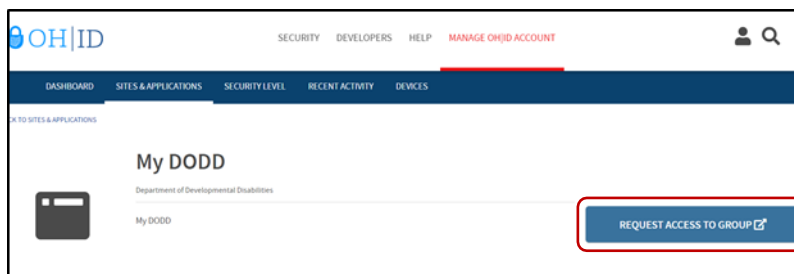 OH|ID
SECURITY DEVELOPERS HELP MANAGE OH|ID ACCOUNT
DASHBOARD SITES & APPLICATIONS SECURITY LEVEL RECENT ACTIVITY DEVICES
CK TO SITES & APPLICATIONS
My DODD
Department of Developmental Disabilities
My DODD
REQUEST ACCESS TO GROUP